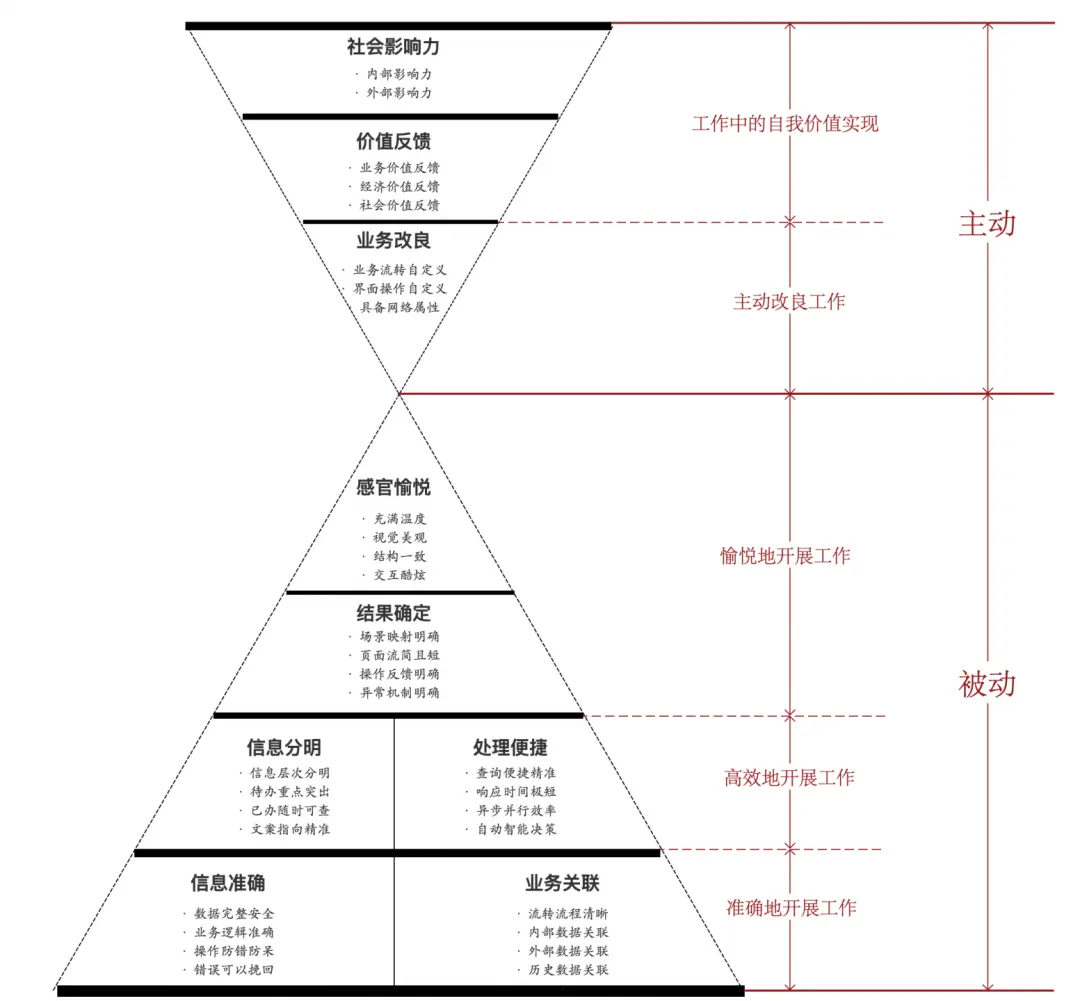 社会影响力
· 内部影响力
· 外部影响力
工作中的自我价值实现
价值反馈
· 业务价值反馈
· 经济价值反馈
· 社会价值反馈
主动
业务改良
· 业务流转自定义
· 界面操作自定义
· 具备网络属性
主动改良工作
感官愉悦
· 充满温度
· 视觉美观
· 结构一致
· 交互酷炫
愉悦地开展工作
结果确定
· 场景映射明确
· 页面流简且短
· 操作反馈明确
· 异常机制明确
被动
信息分明
· 信息层次分明
· 待办重点突出
· 已办随时可查
· 文案指向精准
处理便捷
· 查询便捷精准
· 响应时间极短
· 异步并行效率
· 自动智能决策
高效地开展工作
信息准确
· 数据完整安全
· 业务逻辑准确
· 操作防错防呆
· 错误可以挽回
业务关联
· 流转流程清晰
· 内部数据关联
· 外部数据关联
· 历史数据关联
准确地开展工作